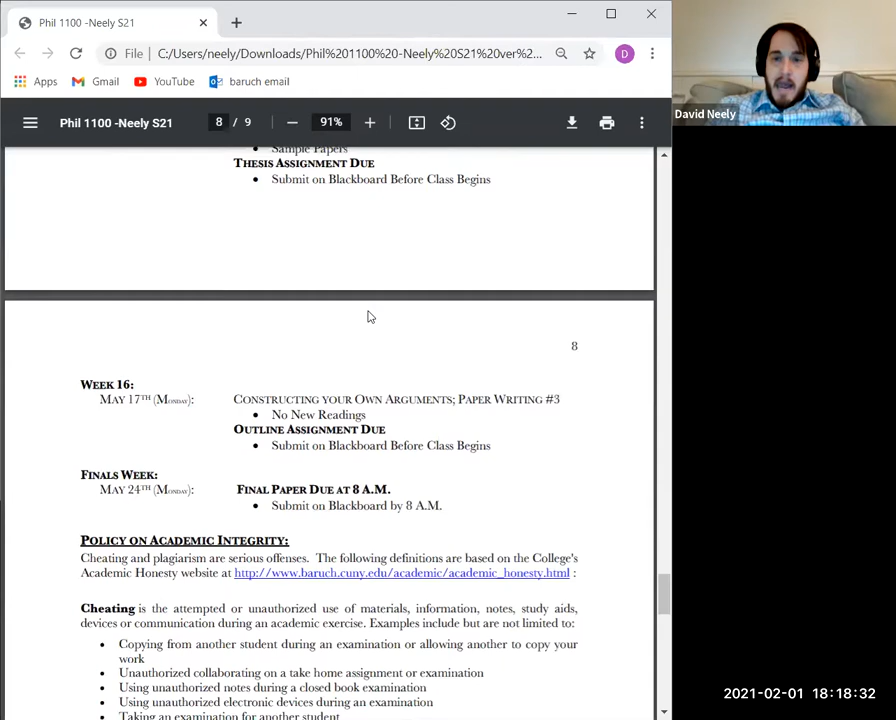 Phil 1100 -Neely S21
File
C:/Users/neely/Downloads/Phil%201100%20-Neely%20S21%20ver%2...
D
Apps
Gmail
YouTube
baruch email
Phil 1100 -Neely S21
8 / 9
91%
David Neely
Sample Papers
THESIS ASSIGNMENT DUE
• Submit on Blackboard Before Class Begins
8
WEEK 16:
MAY 17TH (MONDAY): CONSTRUCTING YOUR OWN ARGUMENTS; PAPER WRITING #3
• No New Readings
OUTLINE ASSIGNMENT DUE
• Submit on Blackboard Before Class Begins
FINALS WEEK:
MAY 24TH (MONDAY): FINAL PAPER DUE AT 8 A.M.
• Submit on Blackboard by 8 A.M.
POLICY ON ACADEMIC INTEGRITY:
Cheating and plagiarism are serious offenses. The following definitions are based on the College's
Academic Honesty website at http://www.baruch.cuny.edu/academic/academic_honesty.html :
Cheating is the attempted or unauthorized use of materials, information, notes, study aids,
devices or communication during an academic exercise. Examples include but are not limited to:
• Copying from another student during an examination or allowing another to copy your
work
• Unauthorized collaborating on a take home assignment or examination
• Using unauthorized notes during a closed book examination
• Using unauthorized electronic devices during an examination
• Taking an examination for another student
2021-02-01 18:18:32